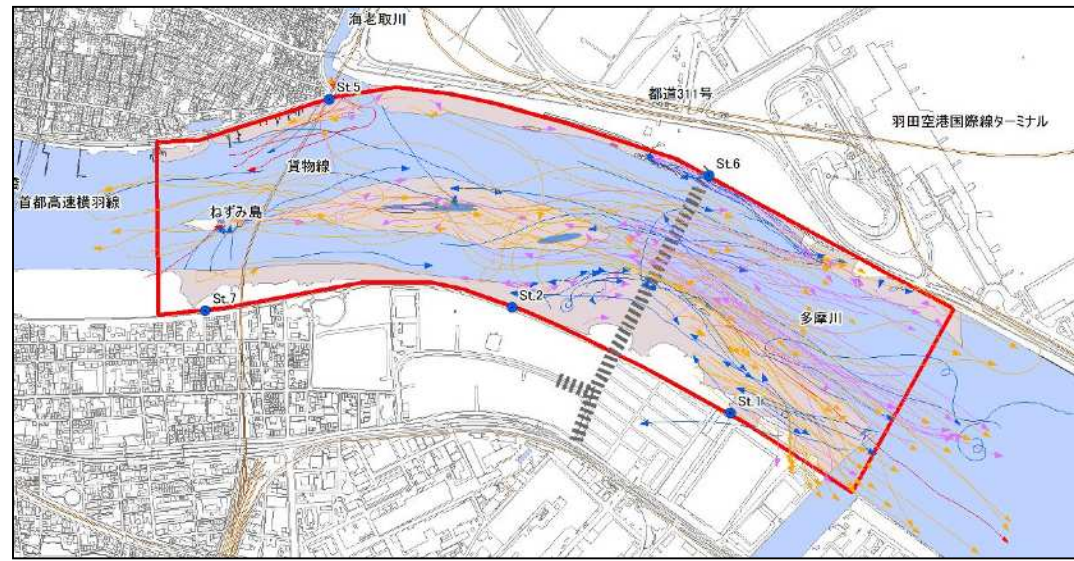 海老取川
St.5
都道311号
羽田空港国際線ターミナル
St.6
貨物線
首都高速横羽線
ねずみ島
St.7
St.2
多摩川
St.1